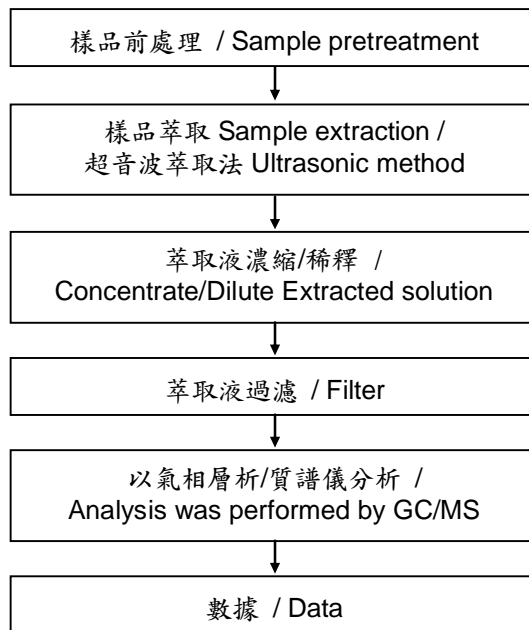 樣品前處理 / Sample pretreatment
樣品萃取 Sample extraction /
超音波萃取法 Ultrasonic method
萃取液濃縮/稀釋 /
Concentrate/Dilute Extracted solution
萃取液過濾 / Filter
以氣相層析/質譜儀分析 /
Analysis was performed by GC/MS
數據 / Data